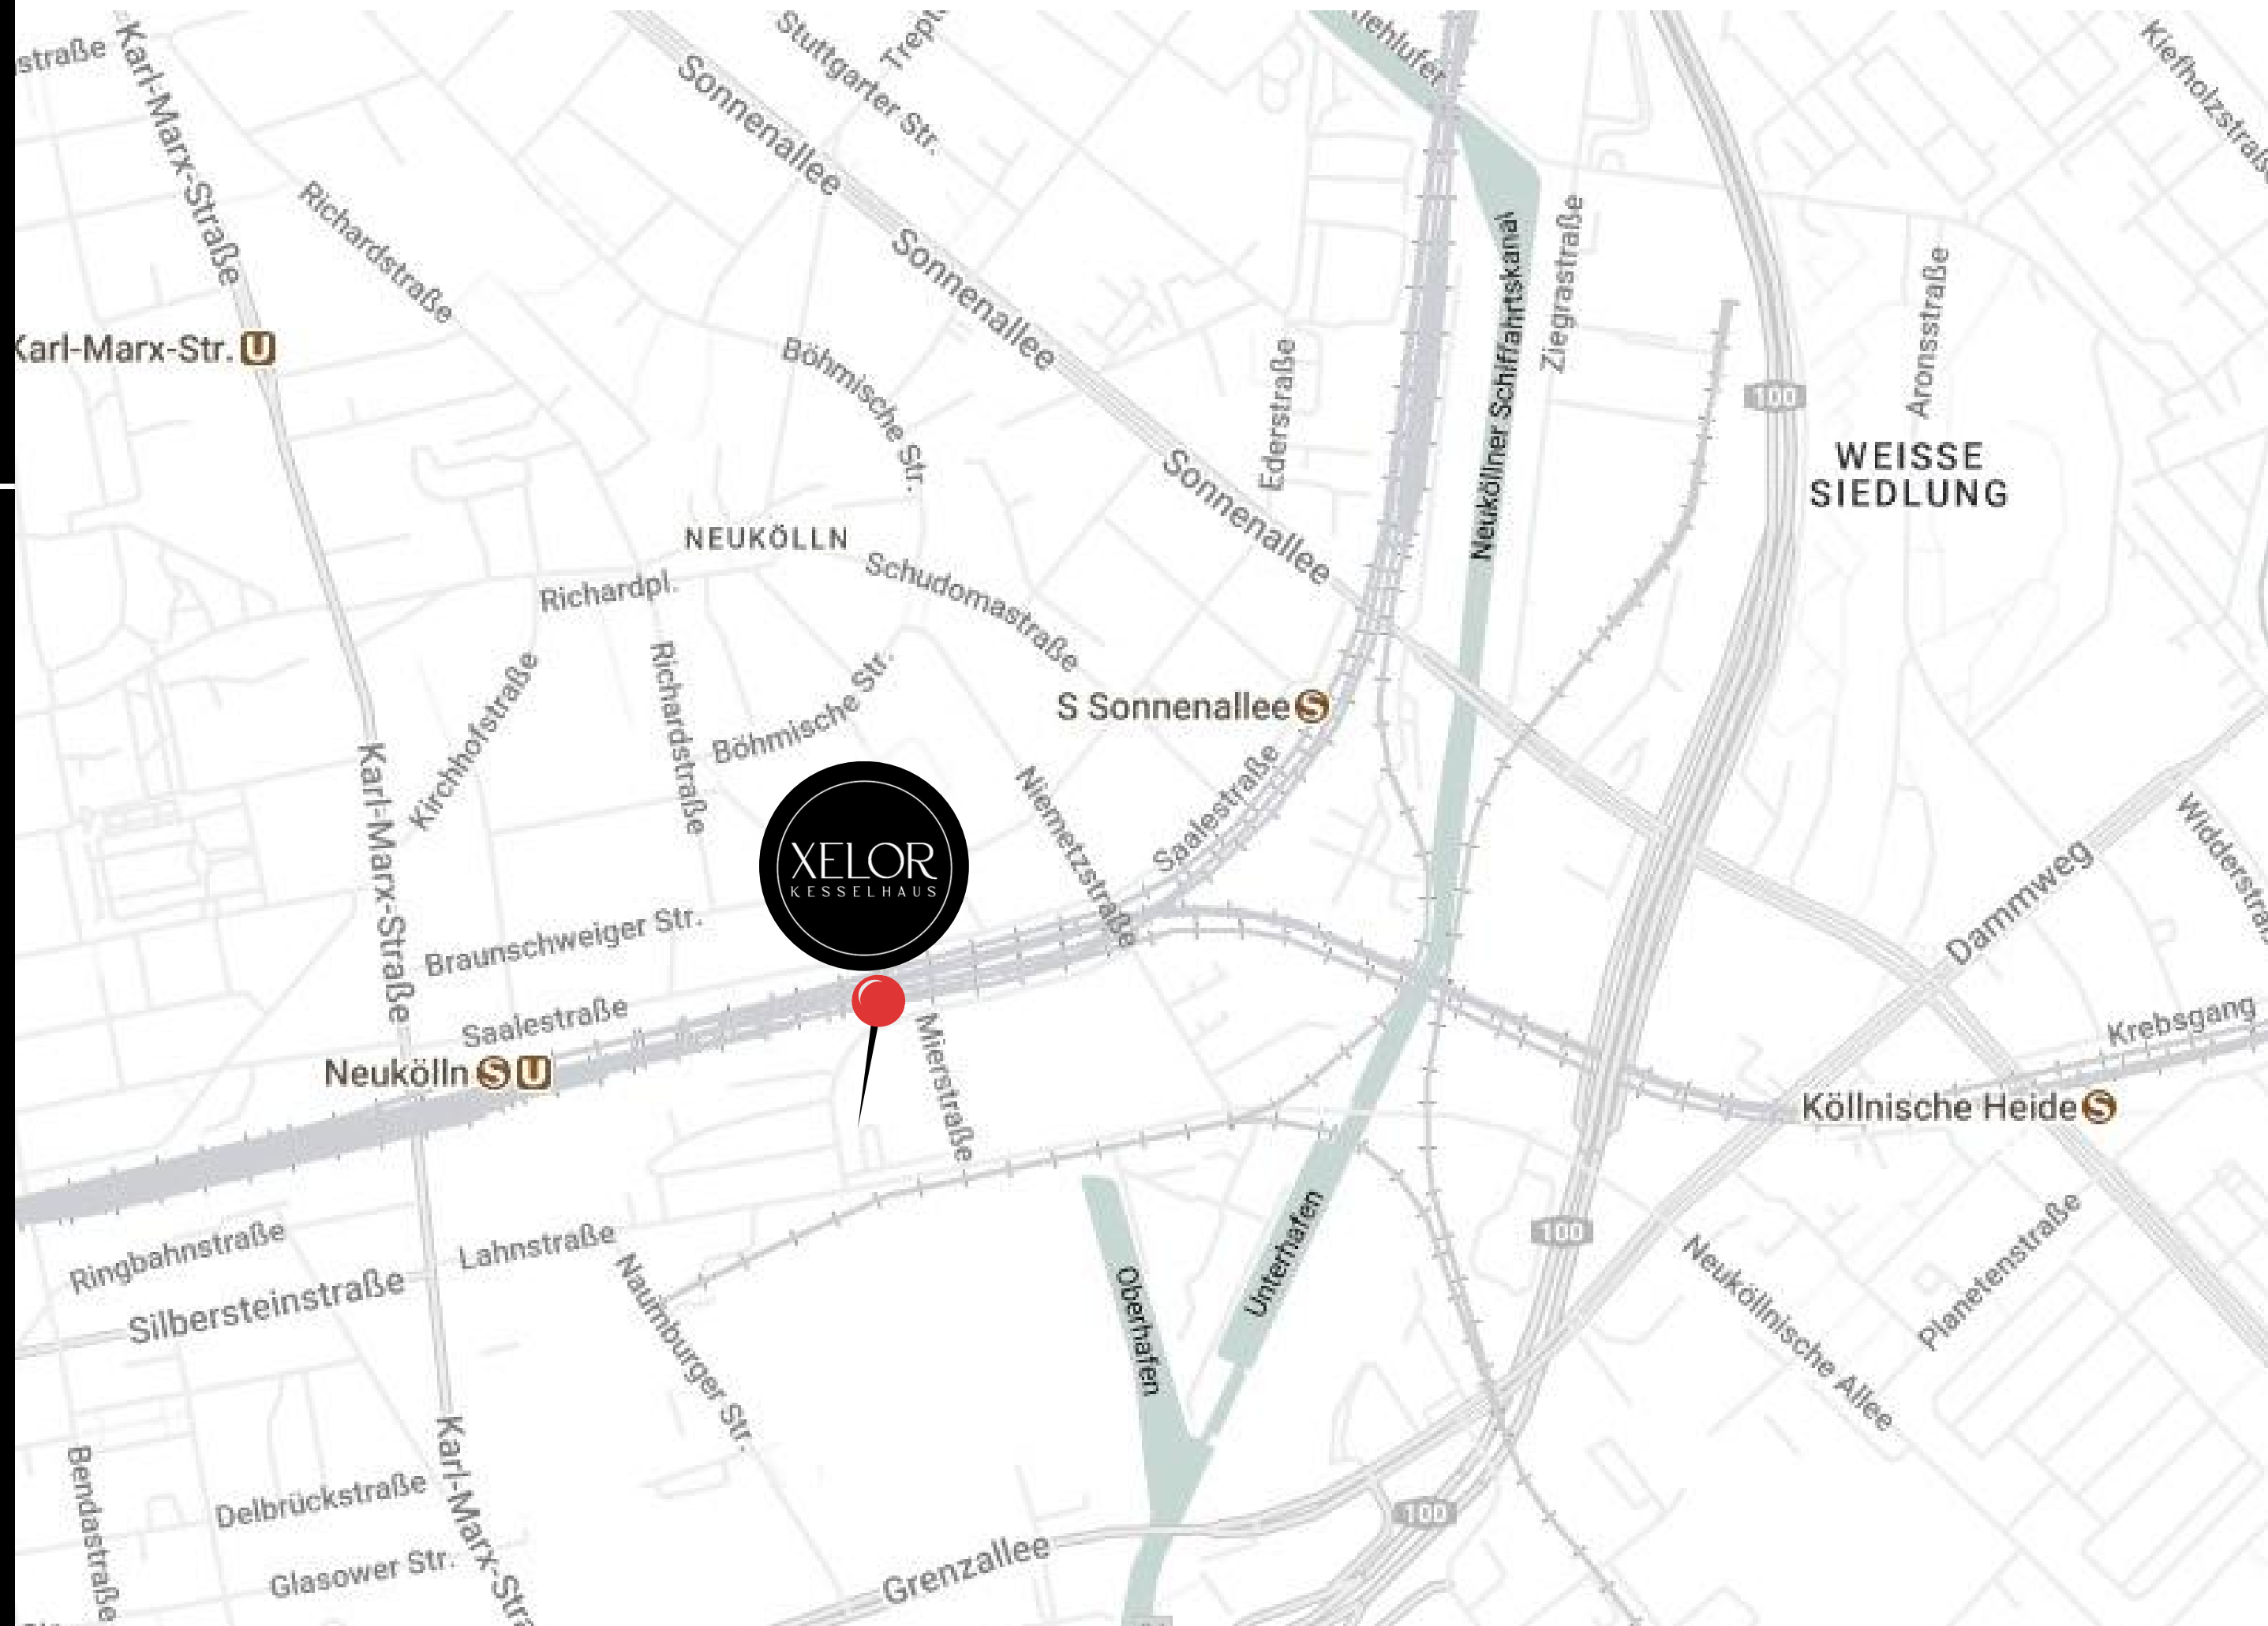 straße
Karl-Marx-Straße
Stuttgarter Str.
Sonnenallee
Richardstraße
Sonnenallee
Neuköllner Schiffahrtskanal
Ziegrastraße
Aronsstraße
Karl-Marx-Str. U
Böhmische Str.
Ederstraße
100
WEISSE
SIEDLUNG
Sonnenallee
NEUKÖLLN
Schudomastraße
Richardpl.
Kirchhofstraße
Richardstraße
Böhmische Str.
S Sonnenallee S
Saalestraße
Niemetzstraße
Karl-Marx-Straße
XELOR
KESSELHAUS
Dammweg
Braunschweiger Str.
Saalestraße
Krebsgang
Neukölln S U
Mierstraße
Köllnische Heide S
Ringbahnstraße
Lahnstraße
Silbersteinstraße
Naumburger Str.
Oberhafen
Unterhafen
100
Neuköllnische Allee
Planetenstraße
Karl-Marx-Stra
Bendastraße
Delbrückstraße
Glasower Str.
Grenzallee
100